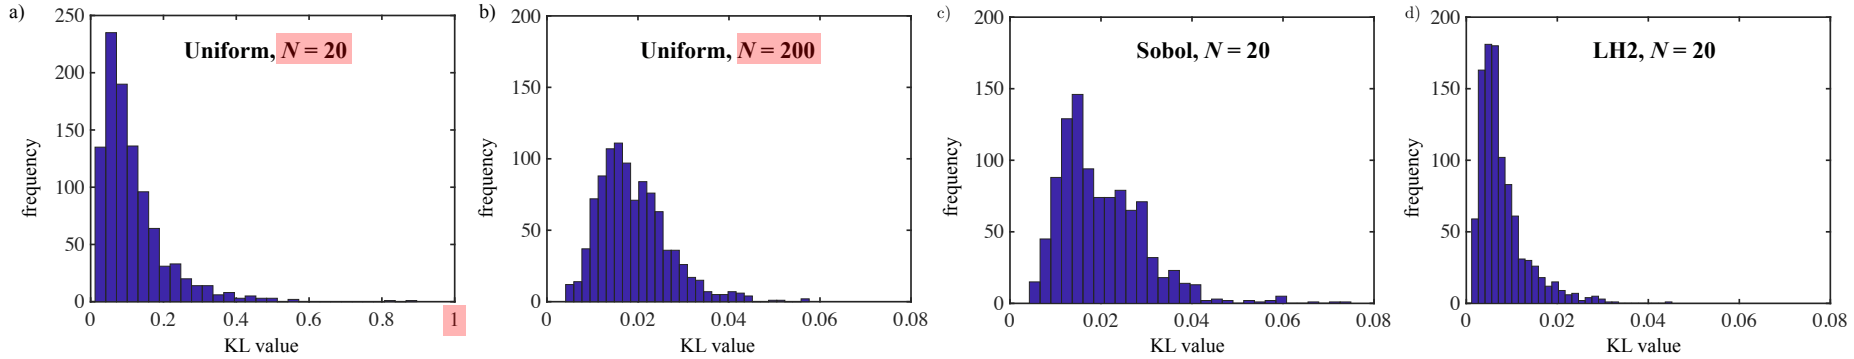 a)
Uniform, N = 20
250
200
150
100
50
0
frequency
0 0.2 0.4 0.6 0.8 1
KL value
b)
Uniform, N = 200
200
150
100
50
0
frequency
0 0.02 0.04 0.06 0.08
KL value
c)
Sobol, N = 20
200
150
100
50
0
frequency
0 0.02 0.04 0.06 0.08
KL value
d)
LH2, N = 20
200
150
100
50
0
frequency
0 0.02 0.04 0.06 0.08
KL value